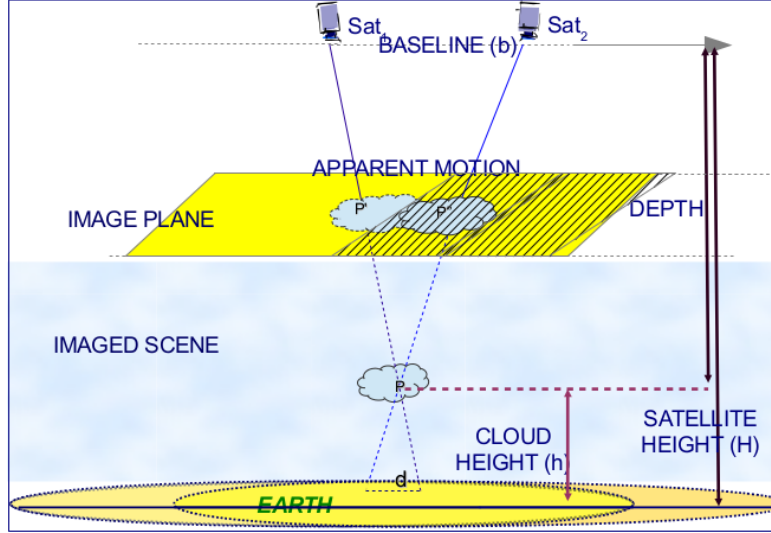 Sat₁
Sat₂
BASELINE (b)
APPARENT MOTION
P'
P"
IMAGE PLANE
DEPTH
IMAGED SCENE
P
CLOUD
HEIGHT (h)
SATELLITE
HEIGHT (H)
d
EARTH